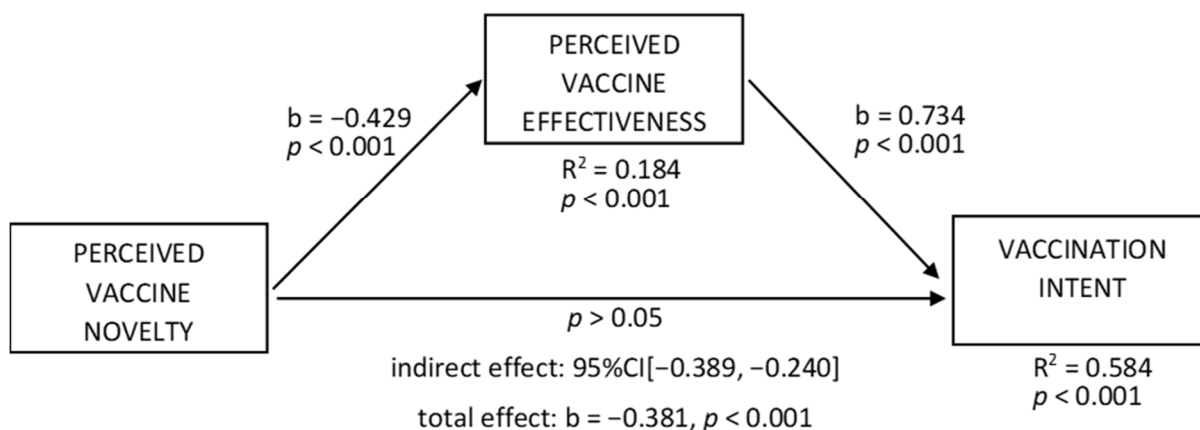 PERCEIVED
VACCINE
EFFECTIVENESS
b = −0.429
p < 0.001
b = 0.734
p < 0.001
R² = 0.184
p < 0.001
PERCEIVED
VACCINE
NOVELTY
VACCINATION
INTENT
p > 0.05
indirect effect: 95%CI[−0.389, −0.240]
total effect: b = −0.381, p < 0.001
R² = 0.584
p < 0.001